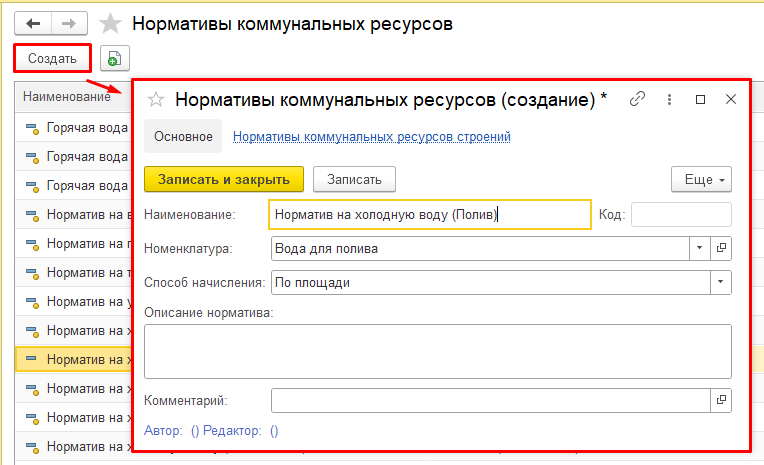 Нормативы коммунальных ресурсов
Создать
Наименование
Горячая вода
Горячая вода
Горячая вода
Норматив на
Норматив на
Норматив на
Норматив на
Норматив на
Норматив на
Норматив на
Норматив на
Норматив на
Нормативы коммунальных ресурсов (создание) *
Основное Нормативы коммунальных ресурсов строений
Записать и закрыть Записать Еще
Наименование: Норматив на холодную воду (Полив) Код:
Номенклатура: Вода для полива
Способ начисления: По площади
Описание норматива:
Комментарий:
Автор: () Редактор: ()